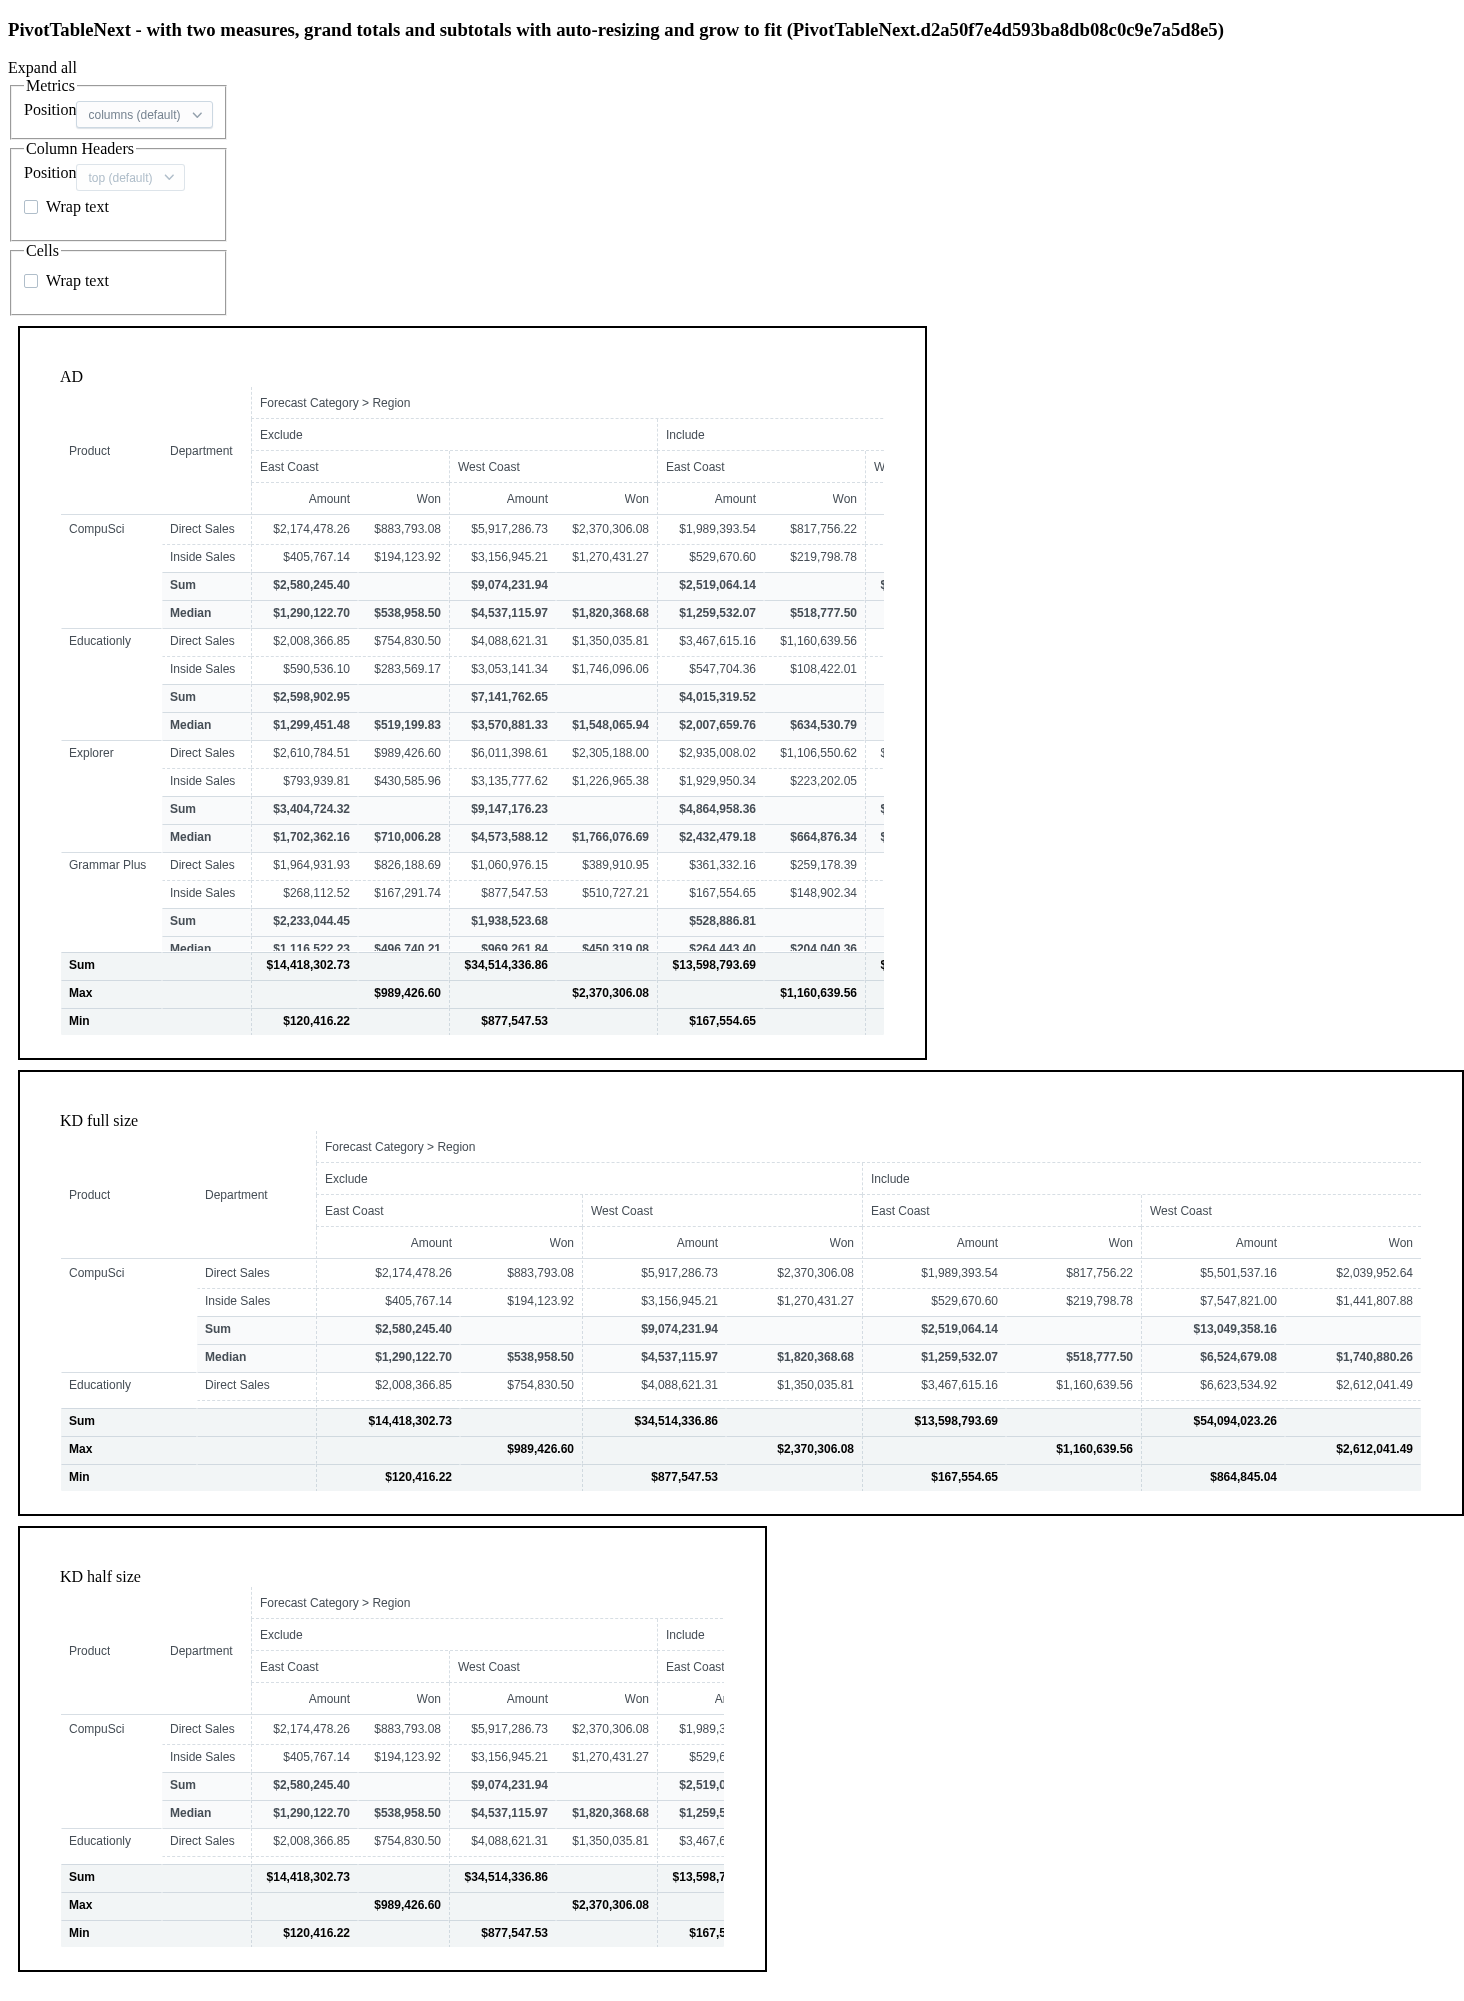 PivotTableNext - with two measures, grand totals and subtotals with auto-resizing and grow to fit (PivotTableNext.d2a50f7e4d593ba8db08c0c9e7a5d8e5)
Expand all
Metrics
Position columns (default)
Column Headers
Position top (default)
Wrap text
Cells
Wrap text
AD
Forecast Category > Region
Exclude Include
Product Department
East Coast West Coast East Coast W
Amount Won Amount Won Amount Won
CompuSci Direct Sales $2,174,478.26 $883,793.08 $5,917,286.73 $2,370,306.08 $1,989,393.54 $817,756.22
Inside Sales $405,767.14 $194,123.92 $3,156,945.21 $1,270,431.27 $529,670.60 $219,798.78
Sum $2,580,245.40 $9,074,231.94 $2,519,064.14 $
Median $1,290,122.70 $538,958.50 $4,537,115.97 $1,820,368.68 $1,259,532.07 $518,777.50
Educationly Direct Sales $2,008,366.85 $754,830.50 $4,088,621.31 $1,350,035.81 $3,467,615.16 $1,160,639.56
Inside Sales $590,536.10 $283,569.17 $3,053,141.34 $1,746,096.06 $547,704.36 $108,422.01
Sum $2,598,902.95 $7,141,762.65 $4,015,319.52
Median $1,299,451.48 $519,199.83 $3,570,881.33 $1,548,065.94 $2,007,659.76 $634,530.79
Explorer Direct Sales $2,610,784.51 $989,426.60 $6,011,398.61 $2,305,188.00 $2,935,008.02 $1,106,550.62 $
Inside Sales $793,939.81 $430,585.96 $3,135,777.62 $1,226,965.38 $1,929,950.34 $223,202.05
Sum $3,404,724.32 $9,147,176.23 $4,864,958.36 $
Median $1,702,362.16 $710,006.28 $4,573,588.12 $1,766,076.69 $2,432,479.18 $664,876.34 $
Grammar Plus Direct Sales $1,964,931.93 $826,188.69 $1,060,976.15 $389,910.95 $361,332.16 $259,178.39
Inside Sales $268,112.52 $167,291.74 $877,547.53 $510,727.21 $167,554.65 $148,902.34
Sum $2,233,044.45 $1,938,523.68 $528,886.81
Median $1,116,522.23 $496,740.21 $969,261.84 $450,319.08 $264,443.40 $204,040.36
Sum $14,418,302.73 $34,514,336.86 $13,598,793.69 $
Max $989,426.60 $2,370,306.08 $1,160,639.56
Min $120,416.22 $877,547.53 $167,554.65
KD full size
Forecast Category > Region
Exclude Include
Product Department
East Coast West Coast East Coast West Coast
Amount Won Amount Won Amount Won Amount Won
CompuSci Direct Sales $2,174,478.26 $883,793.08 $5,917,286.73 $2,370,306.08 $1,989,393.54 $817,756.22 $5,501,537.16 $2,039,952.64
Inside Sales $405,767.14 $194,123.92 $3,156,945.21 $1,270,431.27 $529,670.60 $219,798.78 $7,547,821.00 $1,441,807.88
Sum $2,580,245.40 $9,074,231.94 $2,519,064.14 $13,049,358.16
Median $1,290,122.70 $538,958.50 $4,537,115.97 $1,820,368.68 $1,259,532.07 $518,777.50 $6,524,679.08 $1,740,880.26
Educationly Direct Sales $2,008,366.85 $754,830.50 $4,088,621.31 $1,350,035.81 $3,467,615.16 $1,160,639.56 $6,623,534.92 $2,612,041.49
Sum $14,418,302.73 $34,514,336.86 $13,598,793.69 $54,094,023.26
Max $989,426.60 $2,370,306.08 $1,160,639.56 $2,612,041.49
Min $120,416.22 $877,547.53 $167,554.65 $864,845.04
KD half size
Forecast Category > Region
Exclude Include
Product Department
East Coast West Coast East Coast
Amount Won Amount Won A
CompuSci Direct Sales $2,174,478.26 $883,793.08 $5,917,286.73 $2,370,306.08 $1,989,3
Inside Sales $405,767.14 $194,123.92 $3,156,945.21 $1,270,431.27 $529,6
Sum $2,580,245.40 $9,074,231.94 $2,519,0
Median $1,290,122.70 $538,958.50 $4,537,115.97 $1,820,368.68 $1,259,5
Educationly Direct Sales $2,008,366.85 $754,830.50 $4,088,621.31 $1,350,035.81 $3,467,6
Sum $14,418,302.73 $34,514,336.86 $13,598,7
Max $989,426.60 $2,370,306.08
Min $120,416.22 $877,547.53 $167,5